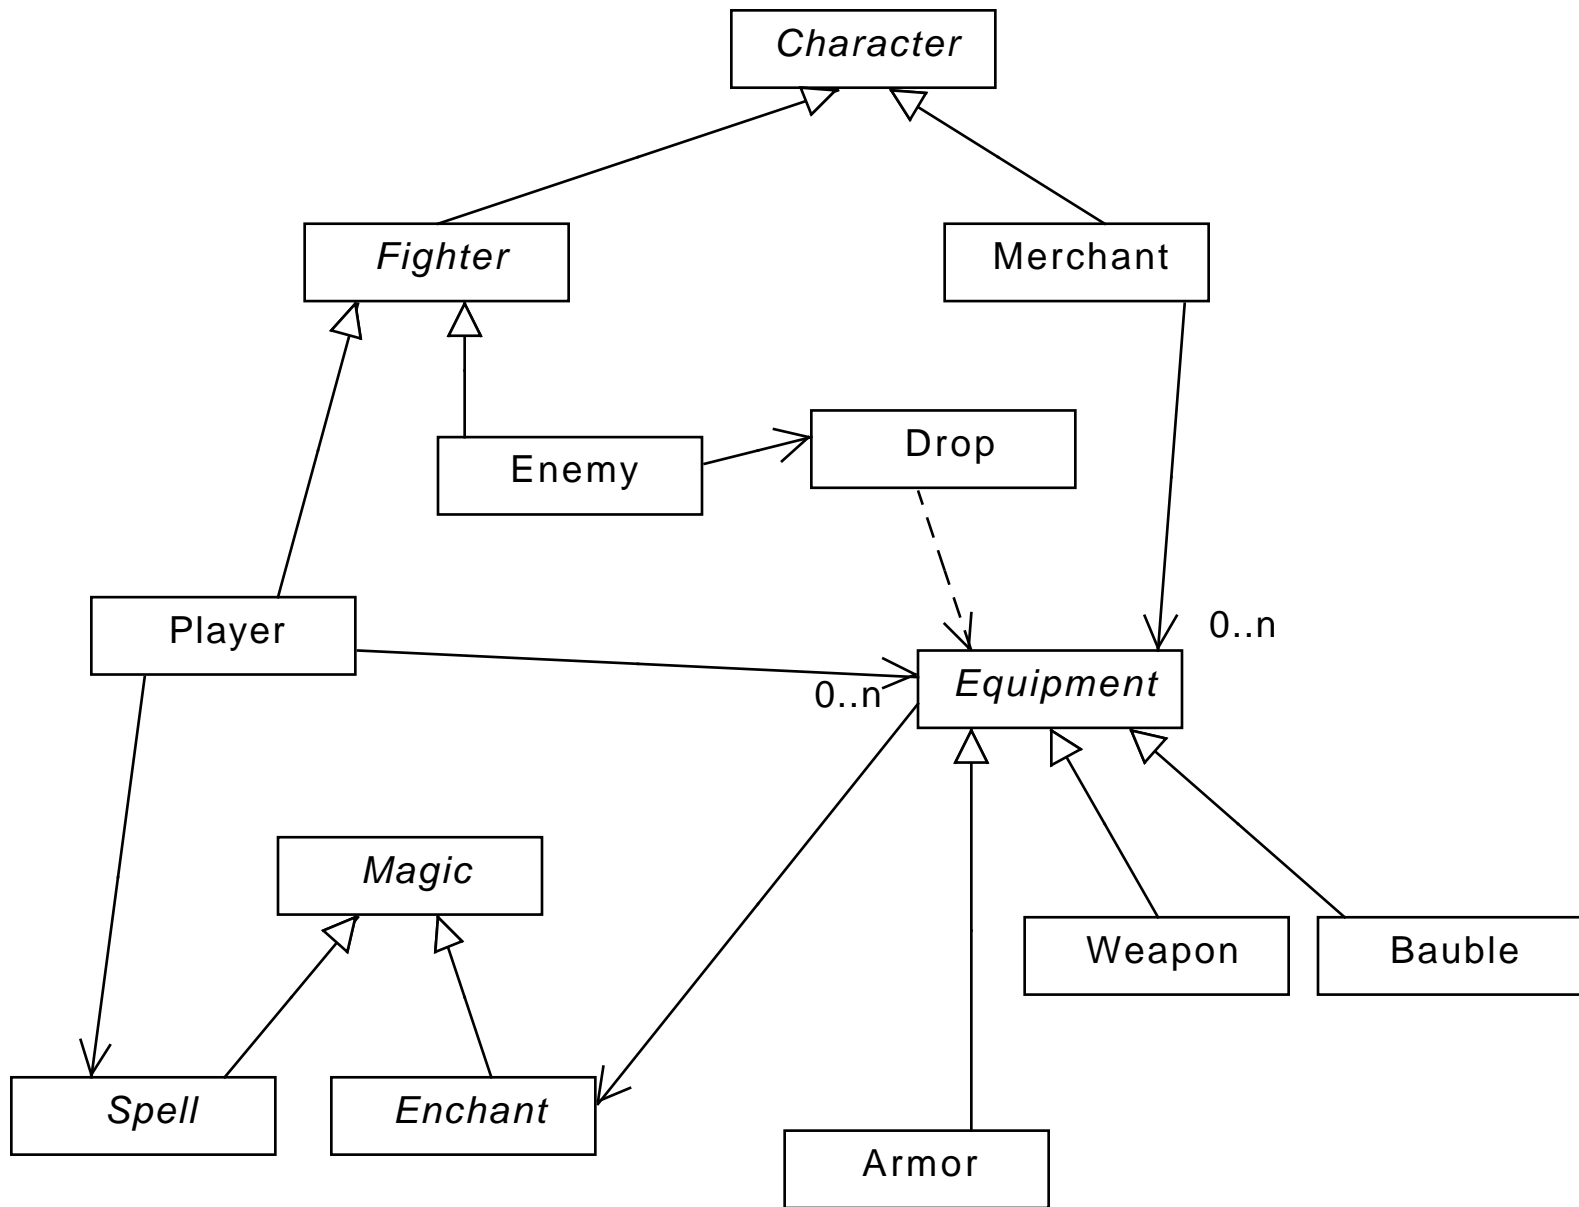 Character
Fighter
Merchant
Drop
Enemy
Player
0..n
Equipment
0..n
Magic
Weapon
Bauble
Spell
Enchant
Armor